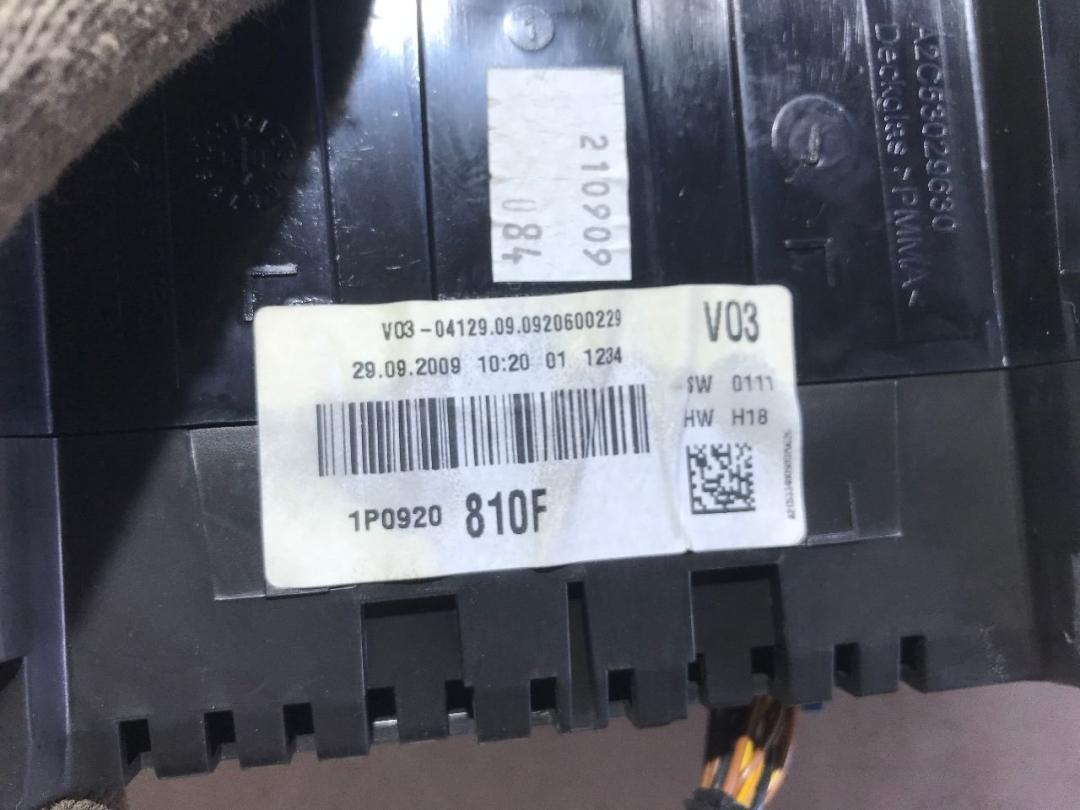 210909
084
A2C53029630
Deckglas >PMMA<
V03-04129.09.0920600229
29.09.2009 10:20 01 1234
V03
SW 0111
HW H18
1P0920 810F